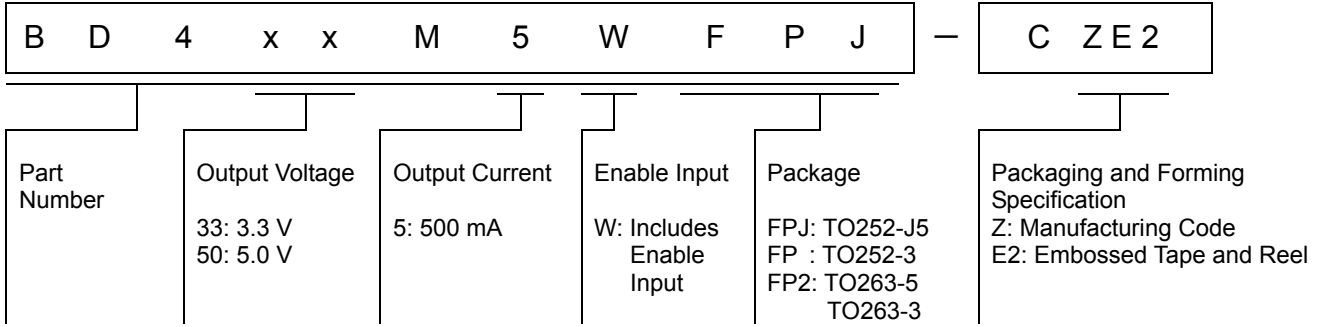 B D 4 x x M 5 W F P J – C Z E 2
Part
Number
Output Voltage
33: 3.3 V
50: 5.0 V
Output Current
5: 500 mA
Enable Input
W: Includes
Enable
Input
Package
FPJ: TO252-J5
FP : TO252-3
FP2: TO263-5
TO263-3
Packaging and Forming
Specification
Z: Manufacturing Code
E2: Embossed Tape and Reel